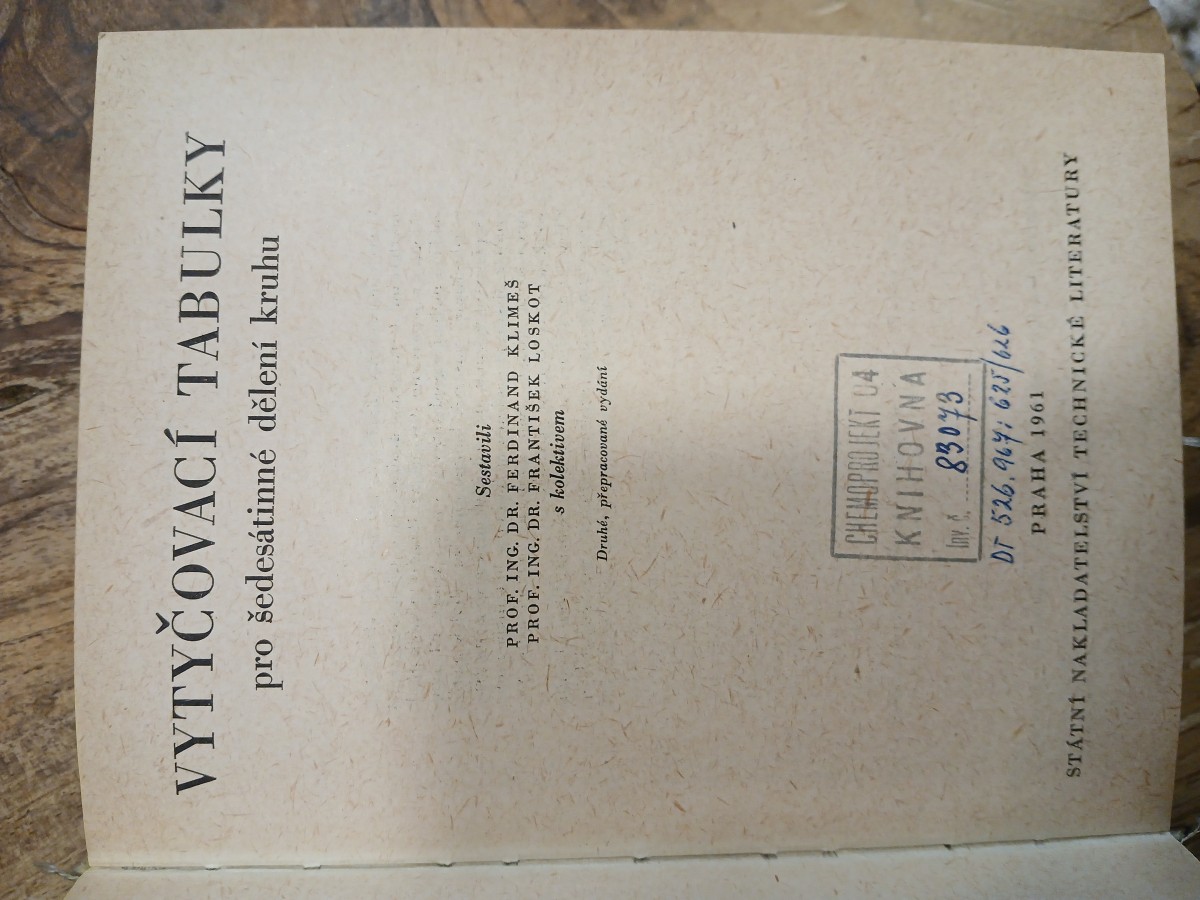 VYTYČOVACÍ TABULKY
pro šedesátinné dělení kruhu
Sestavili
PROF. ING. DR. FERDINAND KLIMEŠ
PROF. ING. DR. FRANTIŠEK LOSKOT
s kolektivem
Druhé, přepracované vydání
CHEMOPROJEKT 04
KNIHOVNA
Inv. č. 83073
DT 526.967: 625/626
PRAHA 1961
STÁTNÍ NAKLADATELSTVÍ TECHNICKÉ LITERATURY